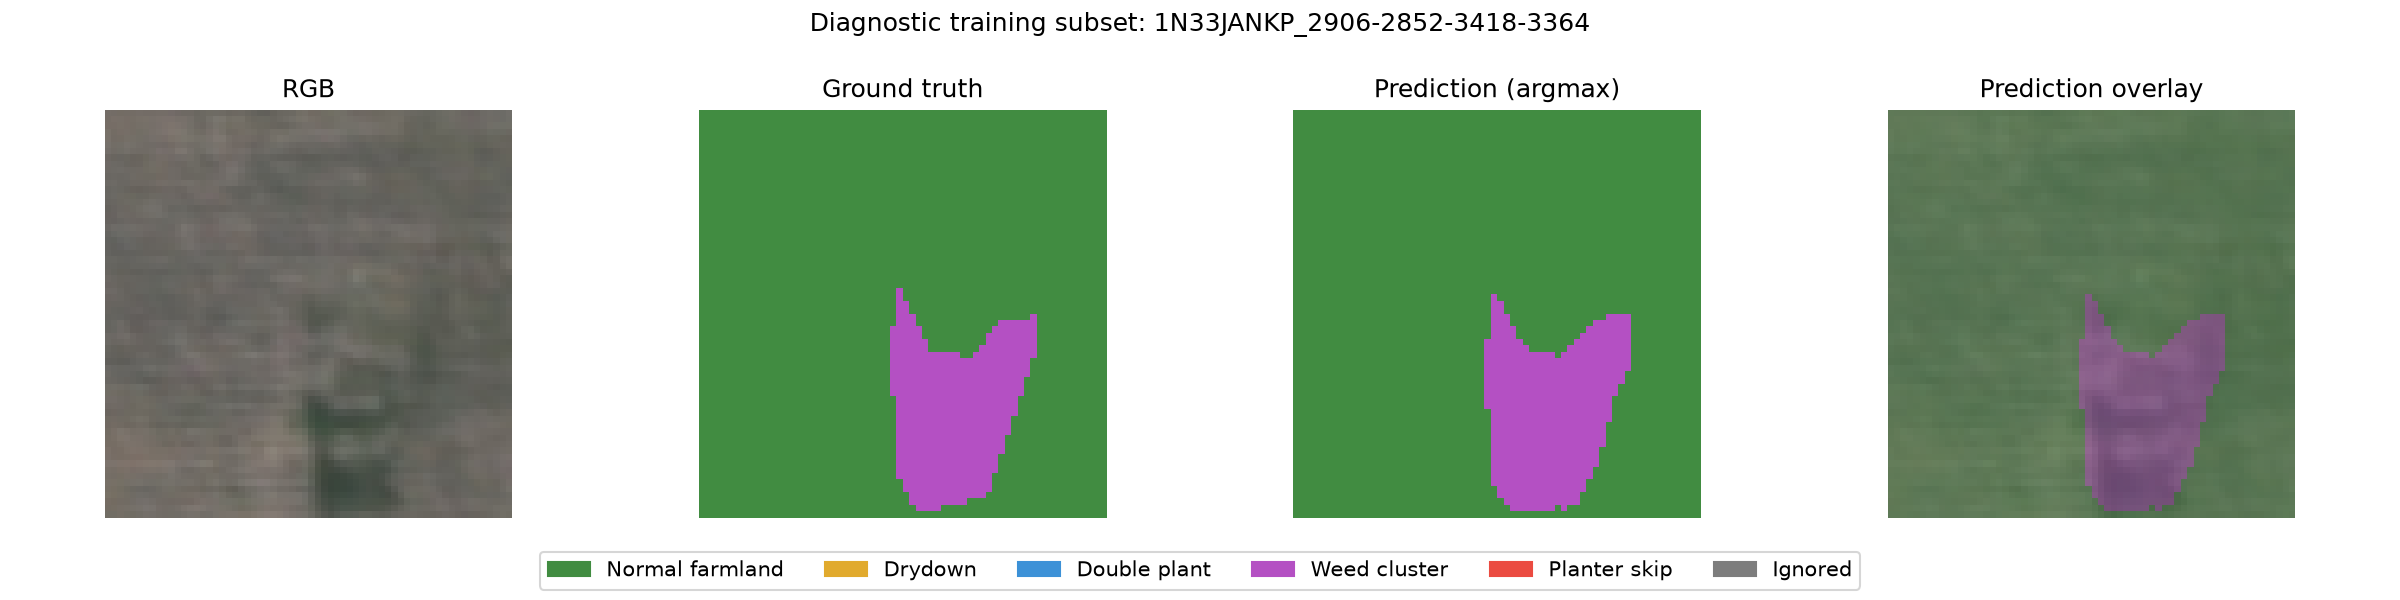 Diagnostic training subset: 1N33JANKP_2906-2852-3418-3364
RGB
Ground truth
Prediction (argmax)
Prediction overlay
Normal farmland
Drydown
Double plant
Weed cluster
Planter skip
Ignored